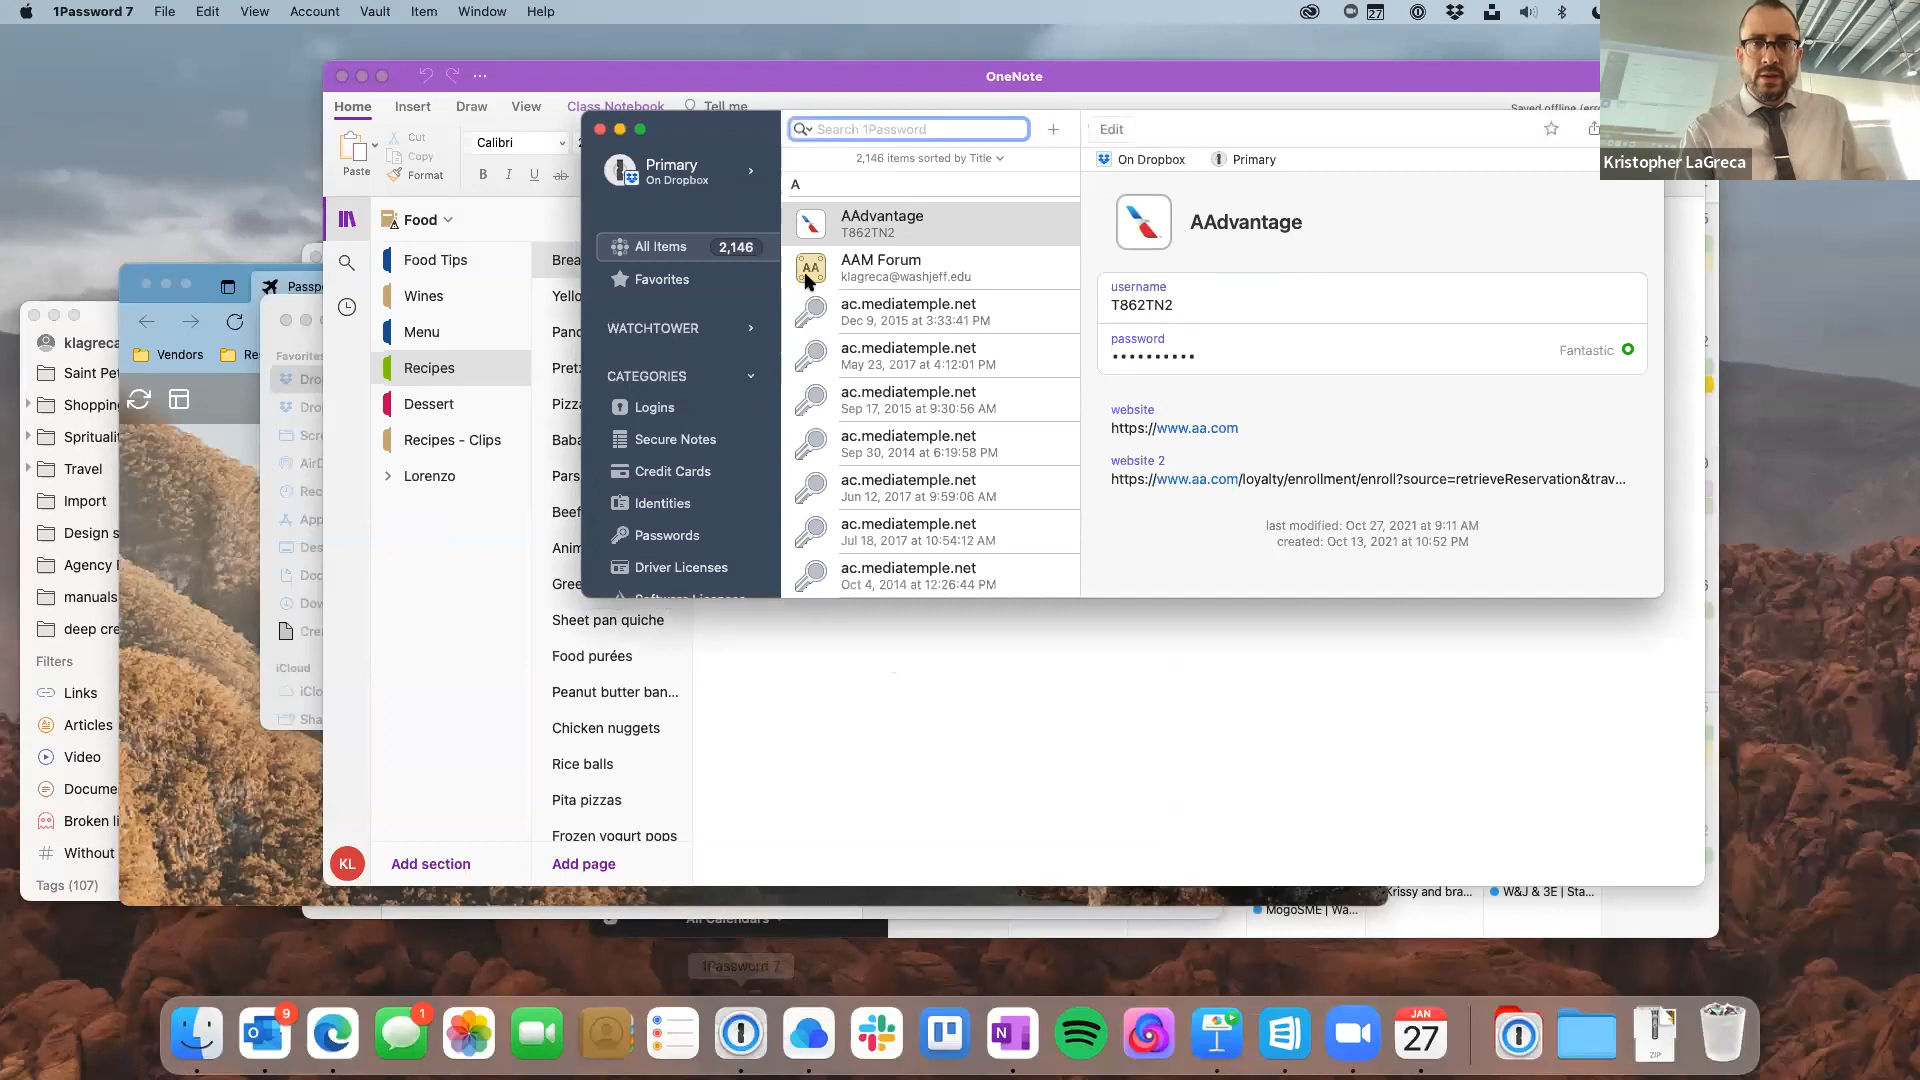 1Password 7 File Edit View Account Vault Item Window Help
27
OneNote
Home Insert Draw View Class Notebook Tell me
Paste
Cut
Copy
Format
Calibri
B I U ab
Food
Food Tips
Wines
Menu
Recipes
Dessert
Recipes - Clips
Lorenzo
Add section
KL
Sheet pan quiche
Food purées
Peanut butter ban...
Chicken nuggets
Rice balls
Pita pizzas
Frozen yogurt pops
Add page
Primary
On Dropbox
All Items 2,146
Favorites
WATCHTOWER
CATEGORIES
Logins
Secure Notes
Credit Cards
Identities
Passwords
Driver Licenses
Search 1Password
2,146 items sorted by Title
A
AAdvantage
T862TN2
AA
AAM Forum
klagreca@washjeff.edu
ac.mediatemple.net
Dec 9, 2015 at 3:33:41 PM
ac.mediatemple.net
May 23, 2017 at 4:12:01 PM
ac.mediatemple.net
Sep 17, 2015 at 9:30:56 AM
ac.mediatemple.net
Sep 30, 2014 at 6:19:58 PM
ac.mediatemple.net
Jun 12, 2017 at 9:59:06 AM
ac.mediatemple.net
Jul 18, 2017 at 10:54:12 AM
ac.mediatemple.net
Oct 4, 2014 at 12:26:44 PM
Edit
On Dropbox Primary
AAdvantage
username
T862TN2
password
••••••••••
Fantastic
website
https://www.aa.com
website 2
https://www.aa.com/loyalty/enrollment/enroll?source=retrieveReservation&trav...
last modified: Oct 27, 2021 at 9:11 AM
created: Oct 13, 2021 at 10:52 PM
Kristopher LaGreca
klagreca
Travel
Import
manuals
Filters
Links
Articles
Video
Without
Tags (107)
Vendors
Favorites
iCloud
All Calendars
Krissy and bra...
W&J & 3E | Sta...
MogoSME | Wa...
1Password 7
9
1
N
JAN
27
ZIP